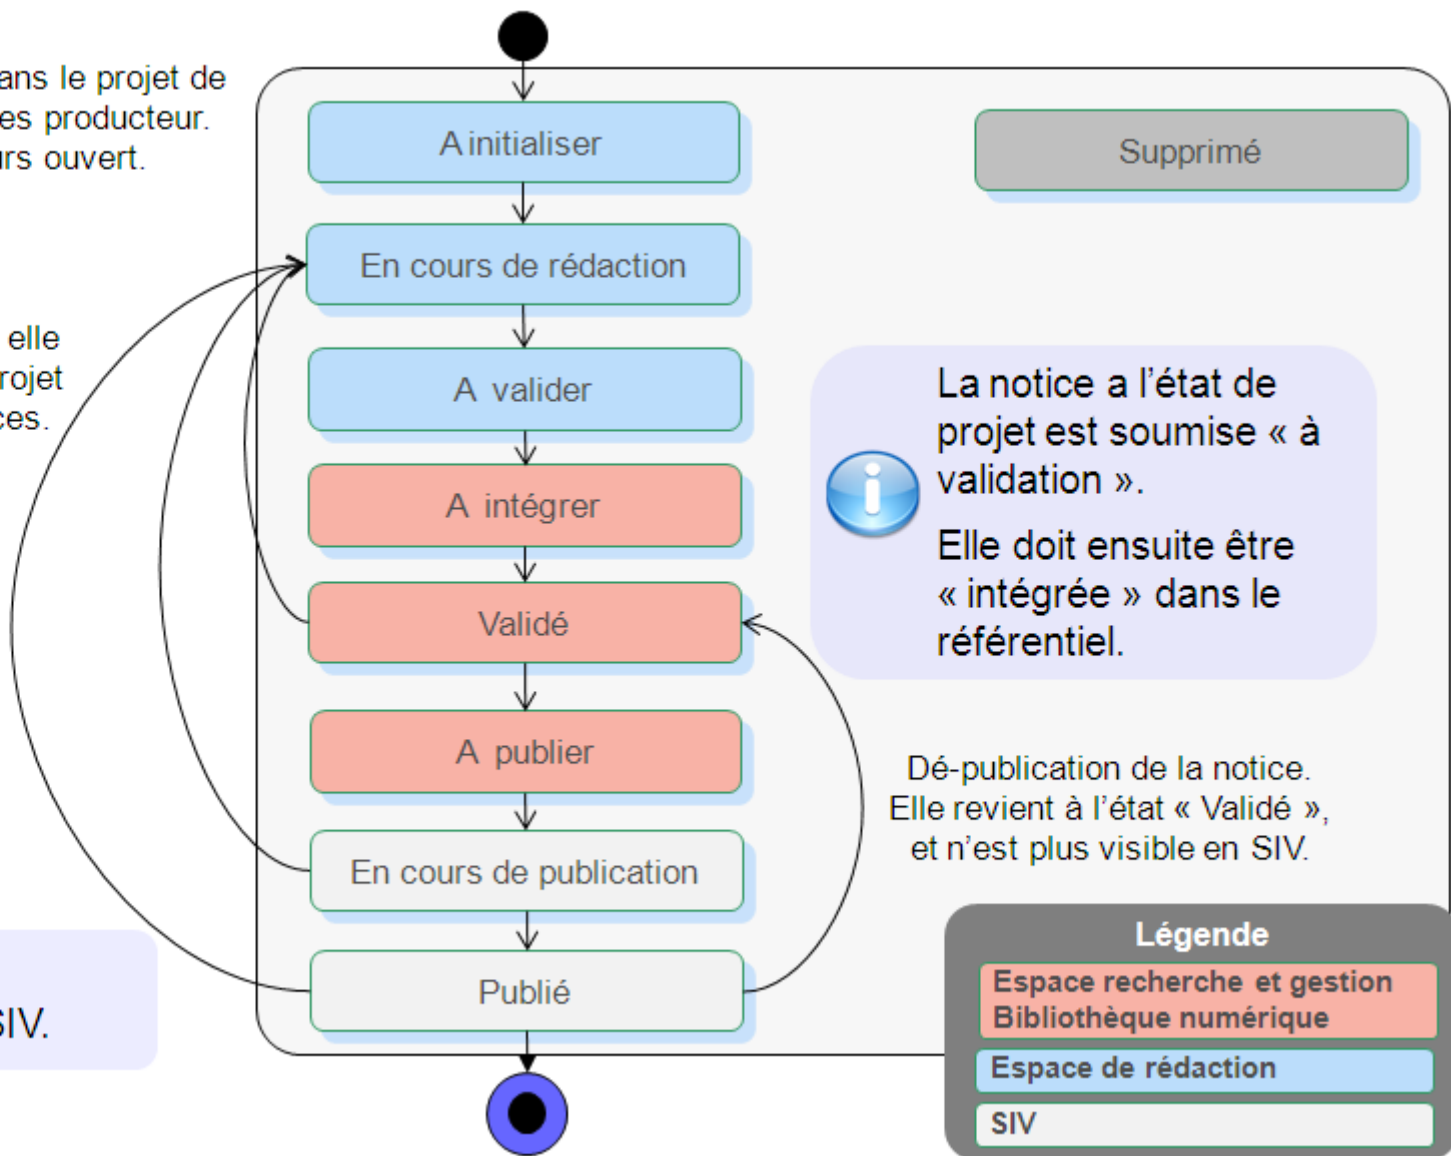 ans le projet de
es producteur.
urs ouvert.
A initialiser
Supprimé
En cours de rédaction
elle
rojet
ces.
A valider
La notice a l’état de
projet est soumise « à
validation ».
Elle doit ensuite être
« intégrée » dans le
référentiel.
A intégrer
Validé
A publier
Dé-publication de la notice.
Elle revient à l’état « Validé »,
et n’est plus visible en SIV.
En cours de publication
Publié
SIV.
Légende
Espace recherche et gestion
Bibliothèque numérique
Espace de rédaction
SIV